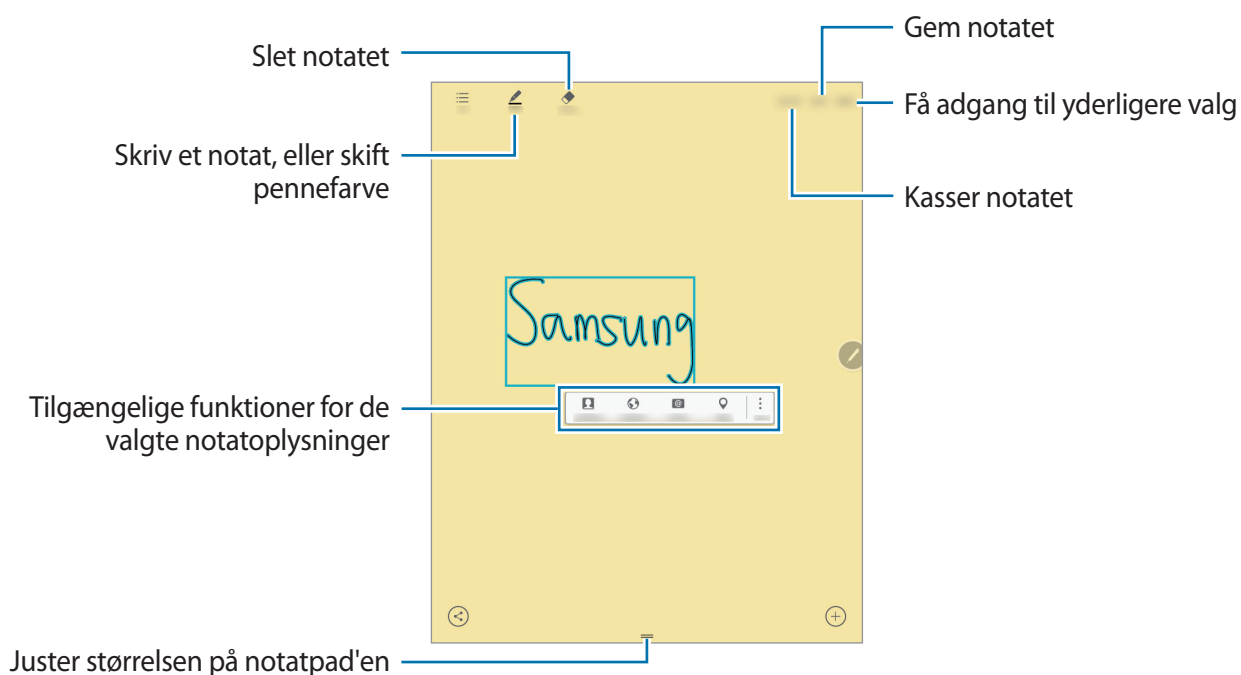 Slet notatet
Gem notatet
Få adgang til yderligere valg
Skriv et notat, eller skift
pennefarve
Kasser notatet
Samsung
Tilgængelige funktioner for de
valgte notatoplysninger
Juster størrelsen på notatpad'en